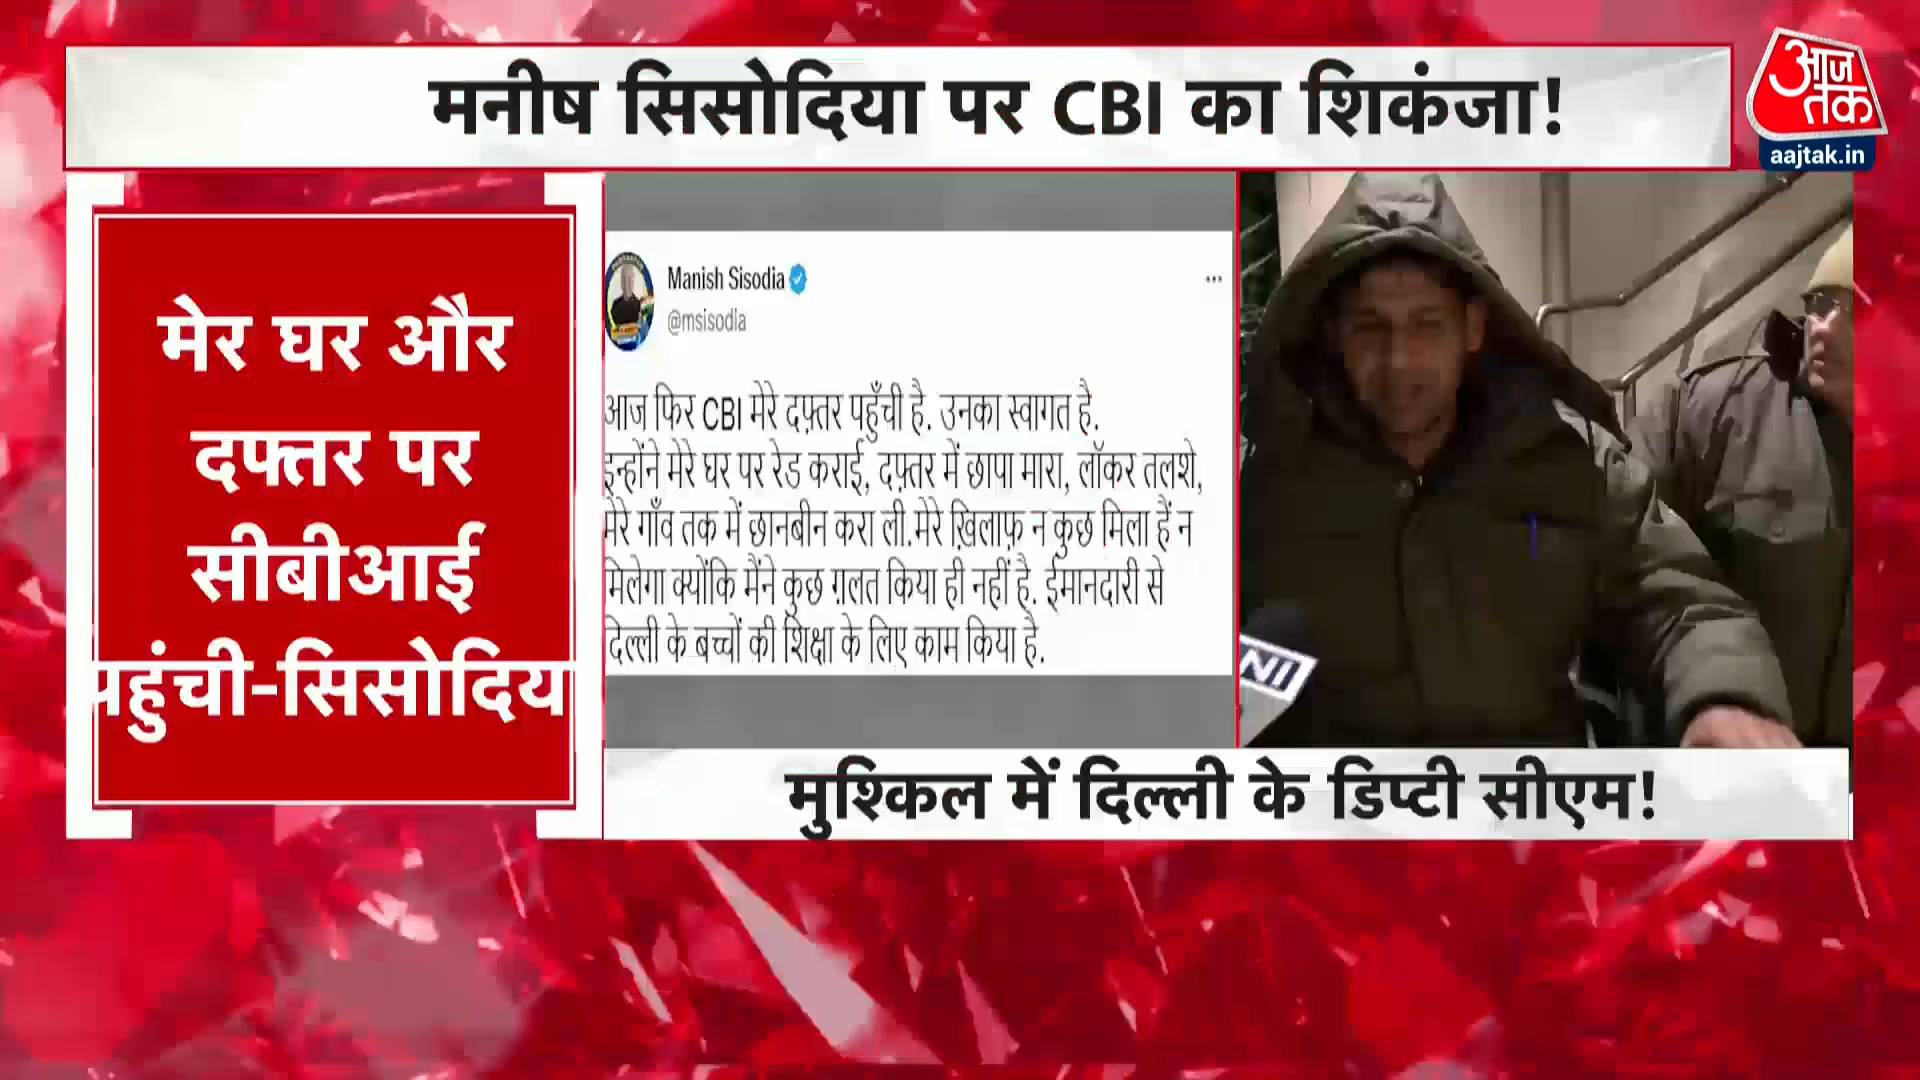 मनीष सिसोदिया पर CBI का शिकंजा!
आज
तक
aajtak.in
मेर घर और
दफ्तर पर
सीबीआई
पहुंची-सिसोदिय
Manish Sisodia
@msisodia
आज फिर CBI मेरे दफ़्तर पहुँची है. उनका स्वागत है.
इन्होंने मेरे घर पर रेड कराई, दफ़्तर में छापा मारा, लॉकर तलशे,
मेरे गाँव तक में छानबीन करा ली.मेरे ख़िलाफ़ न कुछ मिला हैं न
मिलेगा क्योंकि मैंने कुछ ग़लत किया ही नहीं है. ईमानदारी से
दिल्ली के बच्चों की शिक्षा के लिए काम किया है.
NI
मुश्किल में दिल्ली के डिप्टी सीएम!